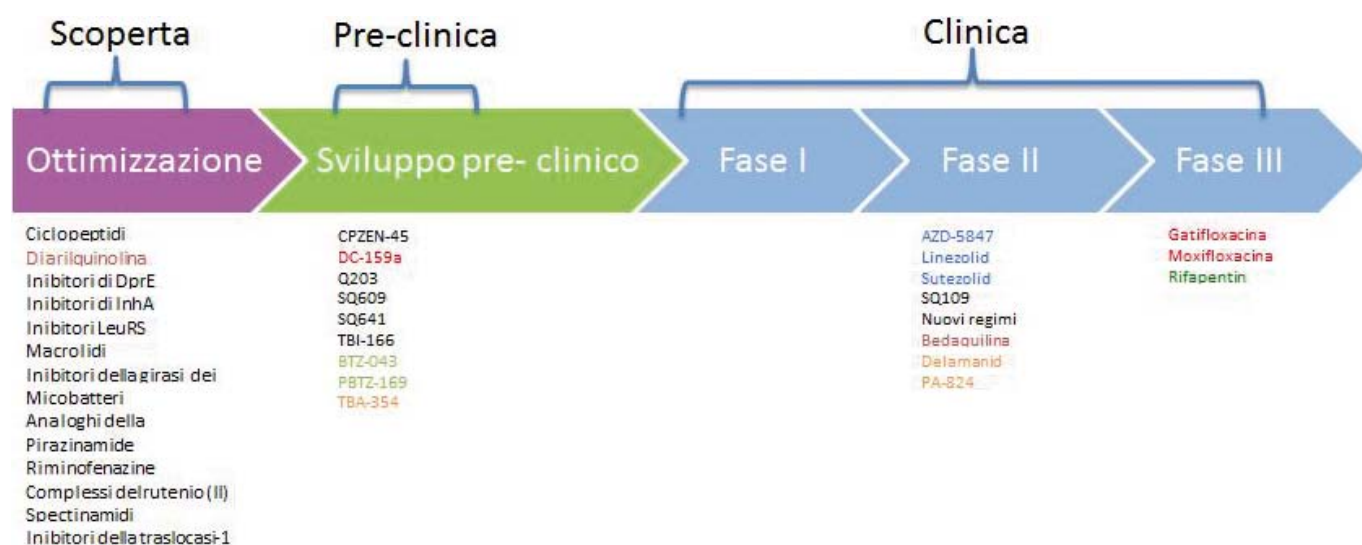 Scoperta
Pre-clinica
Clinica
Ottimizzazione
Sviluppo pre- clinico
Fase I
Fase II
Fase III
Ciclopeptidi
Diarilquinolina
Inibitori di DprE
Inibitori di InhA
Inibitori LeuRS
Macrolidi
Inibitori della girasi dei
Micobatteri
Analoghi della
Pirazinamide
Riminofenazine
Complessi del rutenio (II)
Spectinamidi
Inibitori della traslocasi-1
CPZEN-45
DC-159a
Q203
SQ609
SQ641
TBI-166
BTZ-043
PBTZ-169
TBA-354
AZD-5847
Linezolid
Sutezolid
SQ109
Nuovi regimi
Bedaquilina
Delamanid
PA-824
Gatifloxacina
Moxifloxacina
Rifapentin